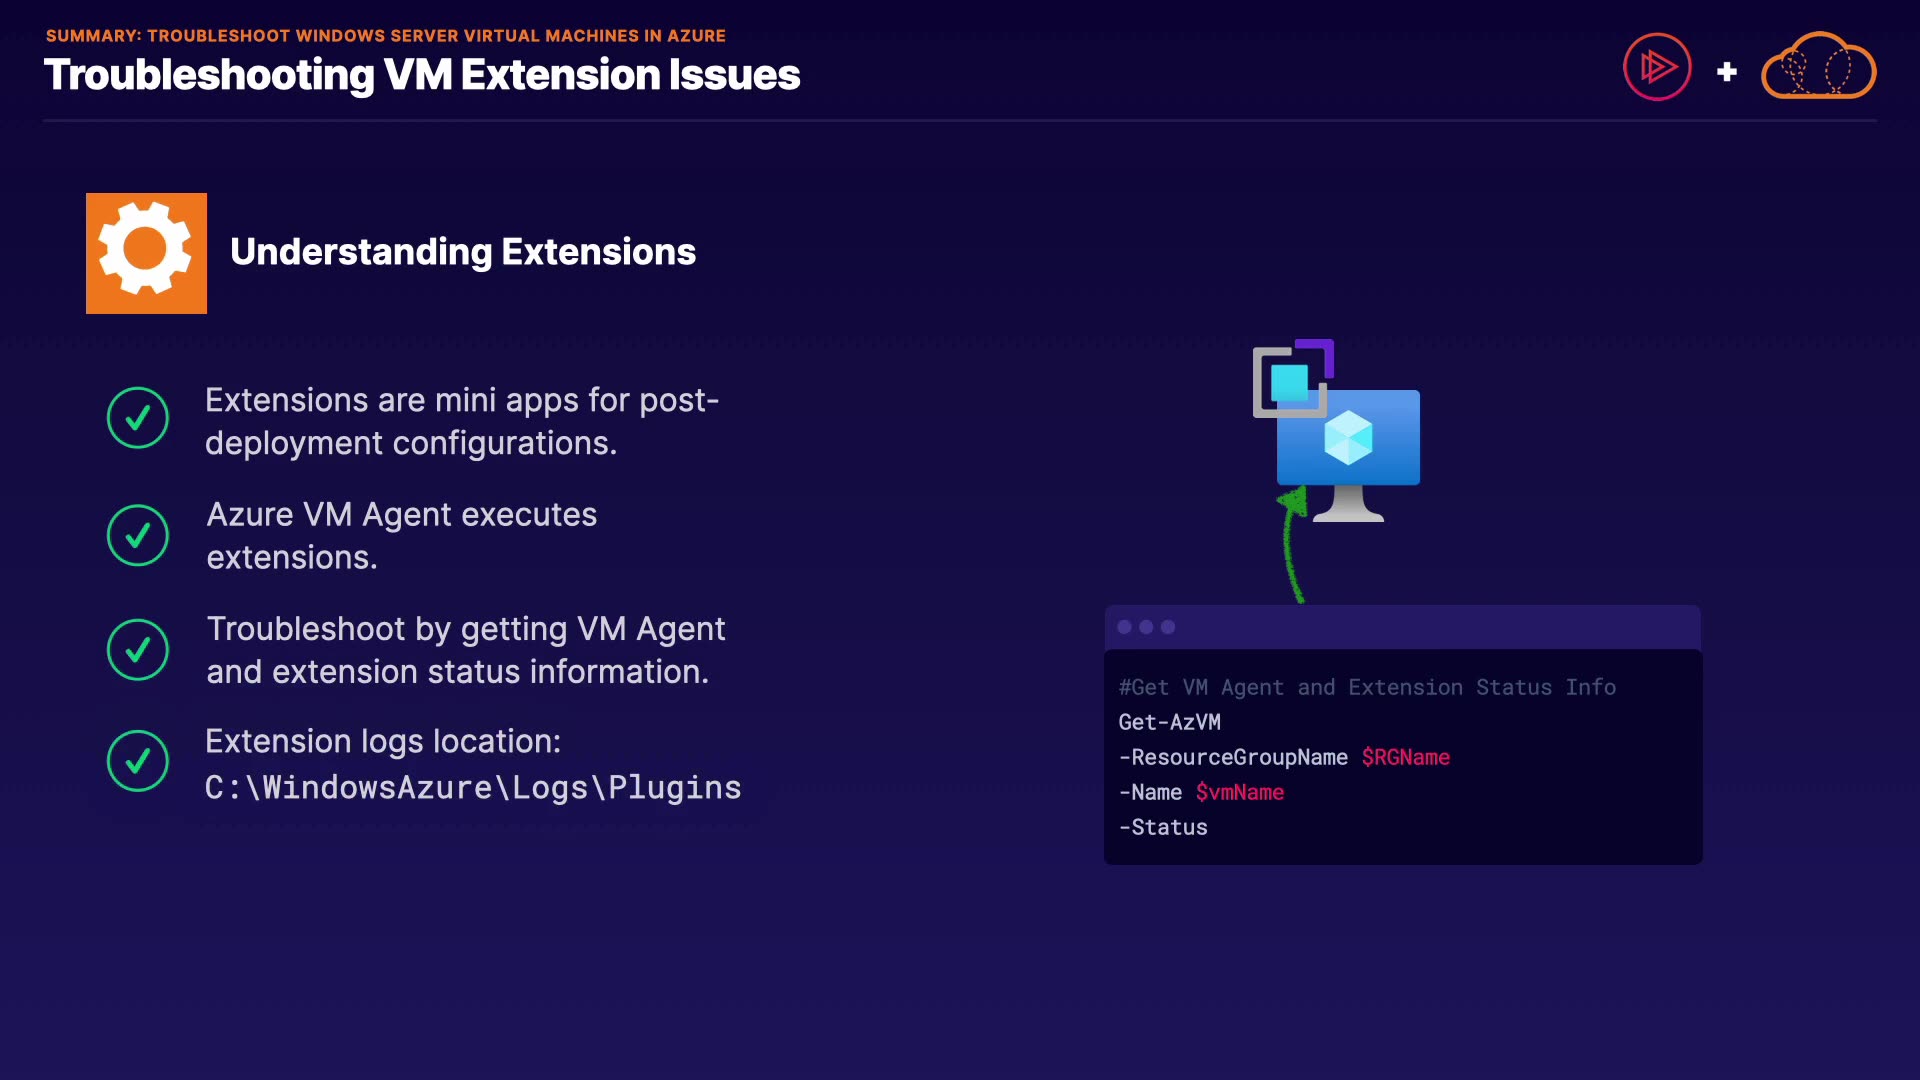 SUMMARY: TROUBLESHOOT WINDOWS SERVER VIRTUAL MACHINES IN AZURE
Troubleshooting VM Extension Issues
Understanding Extensions
Extensions are mini apps for post-
deployment configurations.
Azure VM Agent executes
extensions.
Troubleshoot by getting VM Agent
and extension status information.
Extension logs location:
C:\WindowsAzure\Logs\Plugins
#Get VM Agent and Extension Status Info
Get-AzVM
-ResourceGroupName $RGName
-Name $vmName
-Status